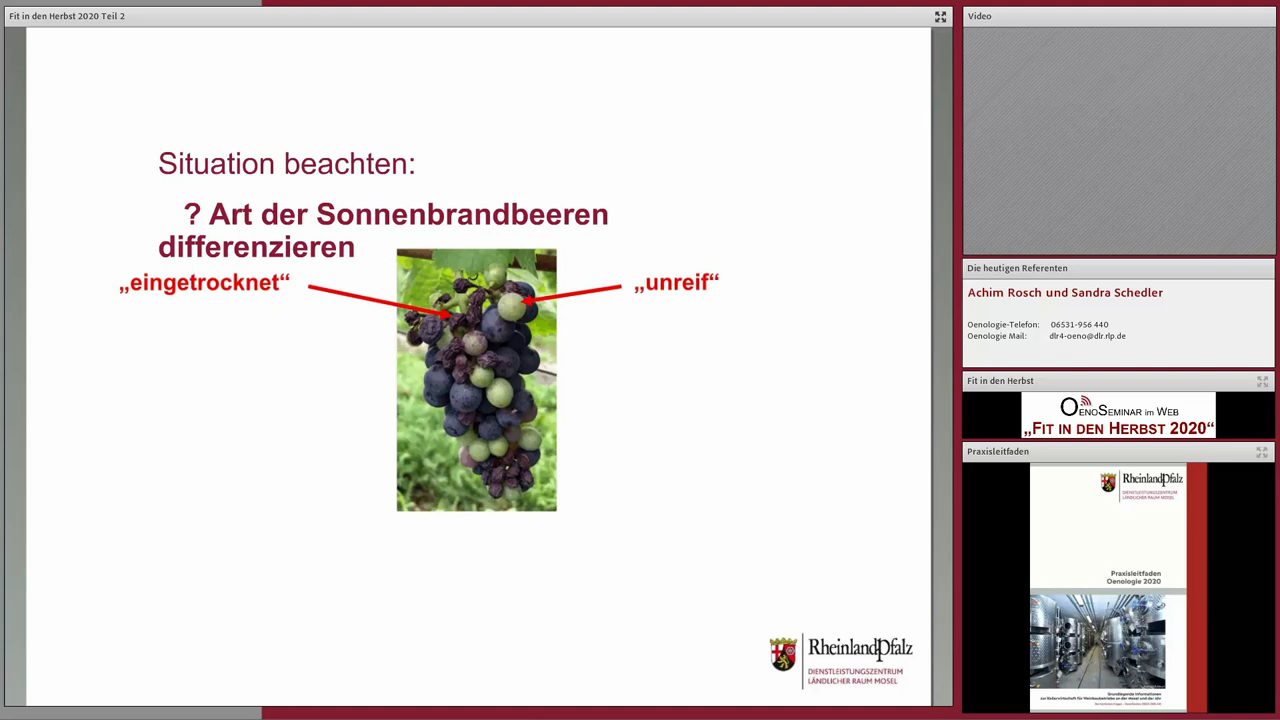 Fit in den Herbst 2020 Teil 2
Situation beachten:
? Art der Sonnenbrandbeeren
differenzieren
„eingetrocknet“
„unreif“
RheinlandPfalz
DIENSTLEISTUNGSZENTRUM
LÄNDLICHER RAUM MOSEL
Video
Die heutigen Referenten
Achim Rosch und Sandra Schedler
Oenologie-Telefon: 06531-956 440
Oenologie Mail: dlr4-oeno@dlr.rlp.de
Fit in den Herbst
OENOSEMINAR IM WEB
„FIT IN DEN HERBST 2020“
Praxisleitfaden
RheinlandPfalz
DIENSTLEISTUNGSZENTRUM
LÄNDLICHER RAUM MOSEL
Praxisleitfaden
Oenologie 2020
Grundlegende Informationen